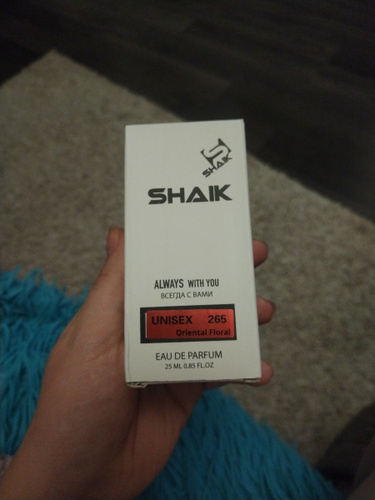 SHAIK
SHAIK
ALWAYS WITH YOU
ВСЕГДА С ВАМИ
UNISEX 265
Oriental Floral
EAU DE PARFUM
25 ML 0.85 FL.OZ